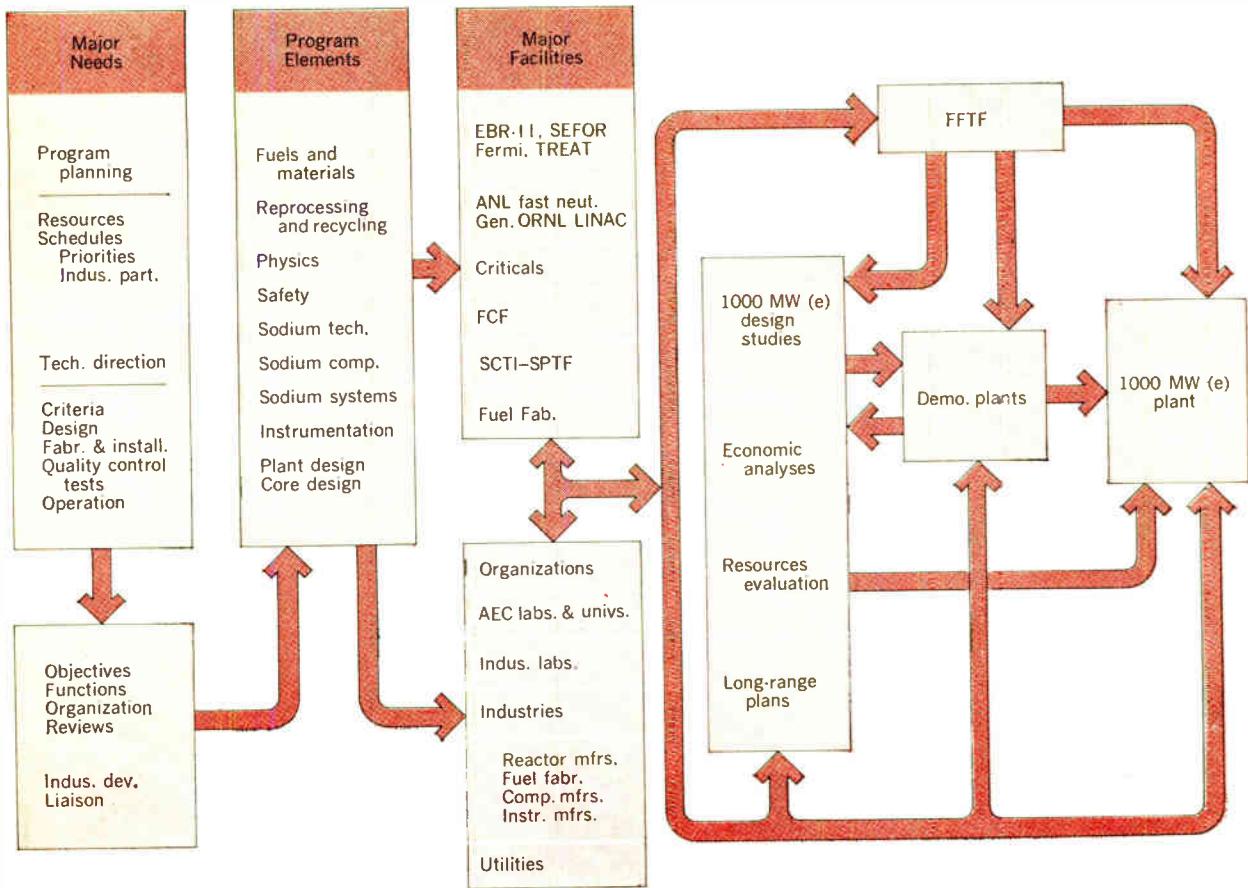 Major
Needs
Program
planning
Resources
Schedules
Priorities
Indus. part.
Tech. direction
Criteria
Design
Fabr. & install.
Quality control
tests
Operation
Objectives
Functions
Organization
Reviews
Indus. dev.
Liaison
Program
Elements
Fuels and
materials
Reprocessing
and recycling
Physics
Safety
Sodium tech.
Sodium comp.
Sodium systems
Instrumentation
Plant design
Core design
Major
Facilities
EBR-II, SEFOR
Fermi, TREAT
ANL fast neut.
Gen. ORNL LINAC
Criticals
FCF
SCTI–SPTF
Fuel Fab.
Organizations
AEC labs. & univs.
Indus. labs.
Industries
Reactor mfrs.
Fuel fabr.
Comp. mfrs.
Instr. mfrs.
Utilities
FFTF
1000 MW (e)
design
studies
Economic
analyses
Resources
evaluation
Long-range
plans
Demo. plants
1000 MW (e)
plant